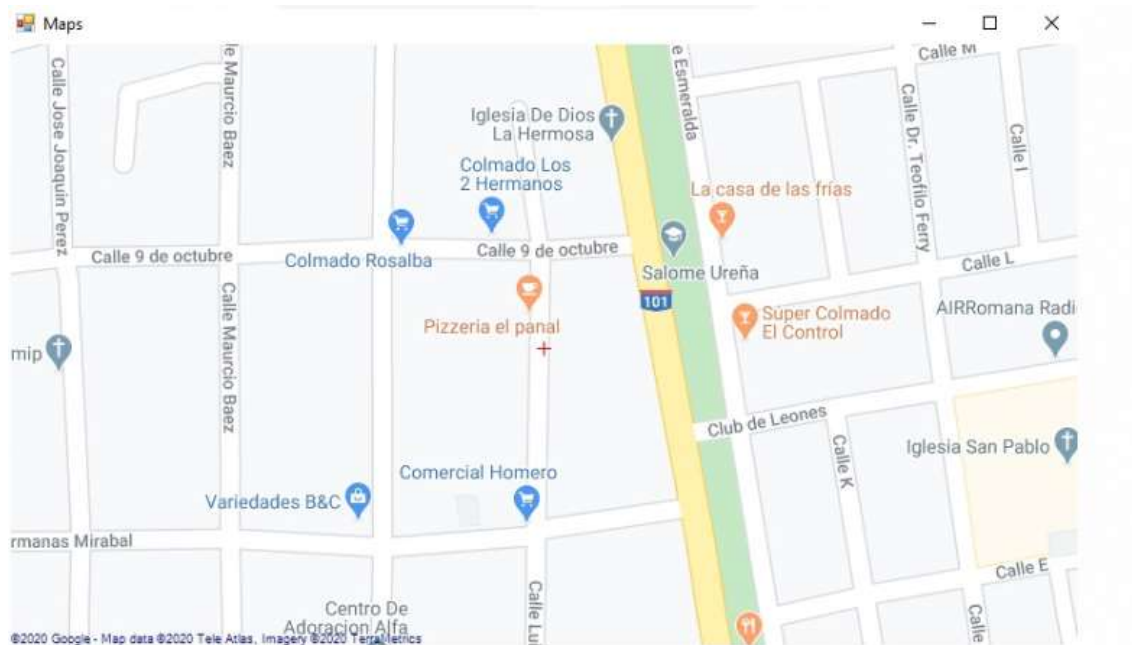 Maps
Calle Jose Joaquin Perez
le Maurcio Baez
e Esmeralda
Calle M
Calle Dr. Teofilo Ferry
Calle I
Iglesia De Dios
La Hermosa
Colmado Los
2 Hermanos
La casa de las frías
Calle 9 de octubre
Colmado Rosalba
Calle 9 de octubre
Salome Ureña
Calle L
Calle Maurcio Baez
101
Pizzeria el panal
Súper Colmado
El Control
AIRRomana Radi
mip
Club de Leones
Calle K
Iglesia San Pablo
Comercial Homero
Variedades B&C
rmanas Mirabal
Calle E
Calle Lui
Calle
Centro De
Adoracion Alfa
©2020 Google - Map data ©2020 Tele Atlas, Imagery ©2020 TerraMetrics